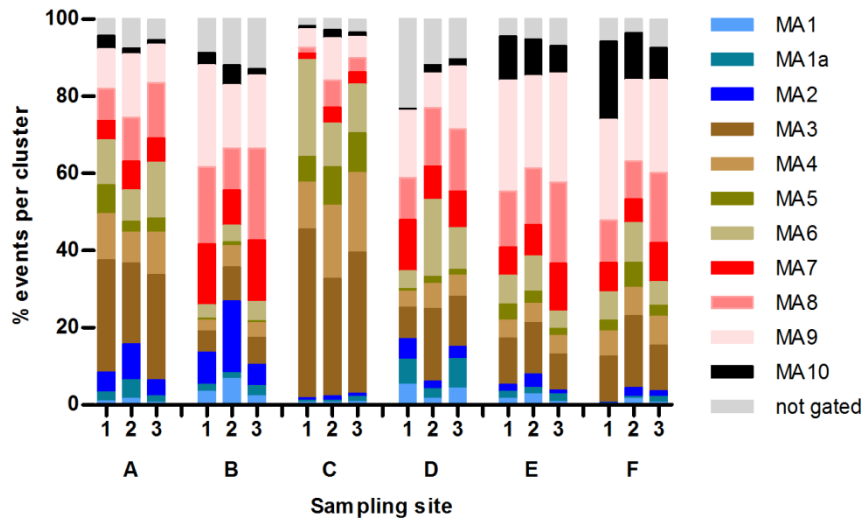 % events per cluster
100
80
60
40
20
0
1 2 3 1 2 3 1 2 3 1 2 3 1 2 3 1 2 3
A B C D E F
Sampling site
MA1
MA1a
MA2
MA3
MA4
MA5
MA6
MA7
MA8
MA9
MA10
not gated